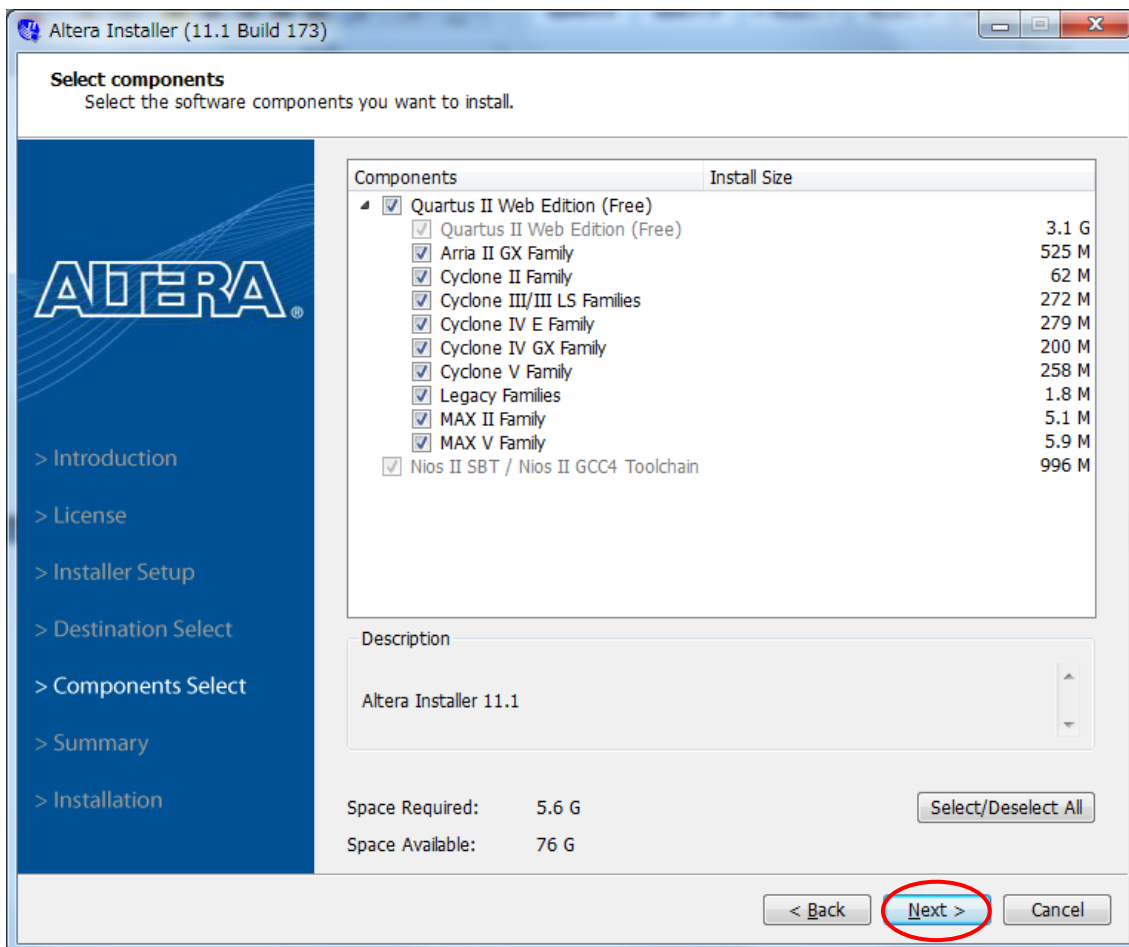 Altera Installer (11.1 Build 173)
Select components
Select the software components you want to install.
ALTERA®
> Introduction
> License
> Installer Setup
> Destination Select
> Components Select
> Summary
> Installation
Components Install Size
Quartus II Web Edition (Free)
Quartus II Web Edition (Free) 3.1 G
Arria II GX Family 525 M
Cyclone II Family 62 M
Cyclone III/III LS Families 272 M
Cyclone IV E Family 279 M
Cyclone IV GX Family 200 M
Cyclone V Family 258 M
Legacy Families 1.8 M
MAX II Family 5.1 M
MAX V Family 5.9 M
Nios II SBT / Nios II GCC4 Toolchain 996 M
Description
Altera Installer 11.1
Space Required: 5.6 G
Select/Deselect All
Space Available: 76 G
< Back Next > Cancel